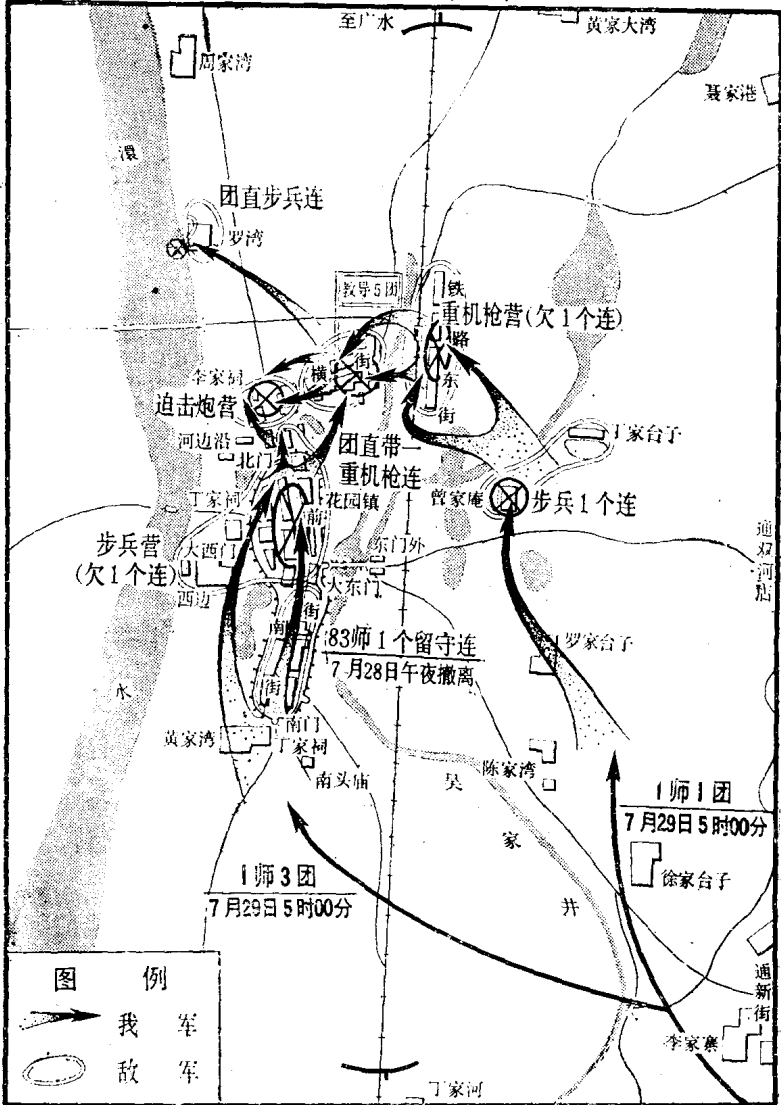 至广水
黄家大湾
周家湾
聂家港
澴
团直步兵连
罗湾
教导5团
铁
重机抢营(欠1个连)
路
李家祠
横
街
东
迫击炮营
街
河边沿
北门
团直带一
重机枪连
丁家台子
丁家祠
花园镇
前
曾家庵
步兵1个连
通双河店
步兵营
(欠1个连)
大西门
东门外
西边
大东门
街
南
83师1个留守连
7月28日午夜撤离
罗家台子
水
街
南门
黄家湾
丁家祠
南头庙
陈家湾
吴
家
井
1师1团
7月29日5时00分
徐家台子
1师3团
7月29日5时00分
通新街
李家寨
图例
我军
敌军
丁家河